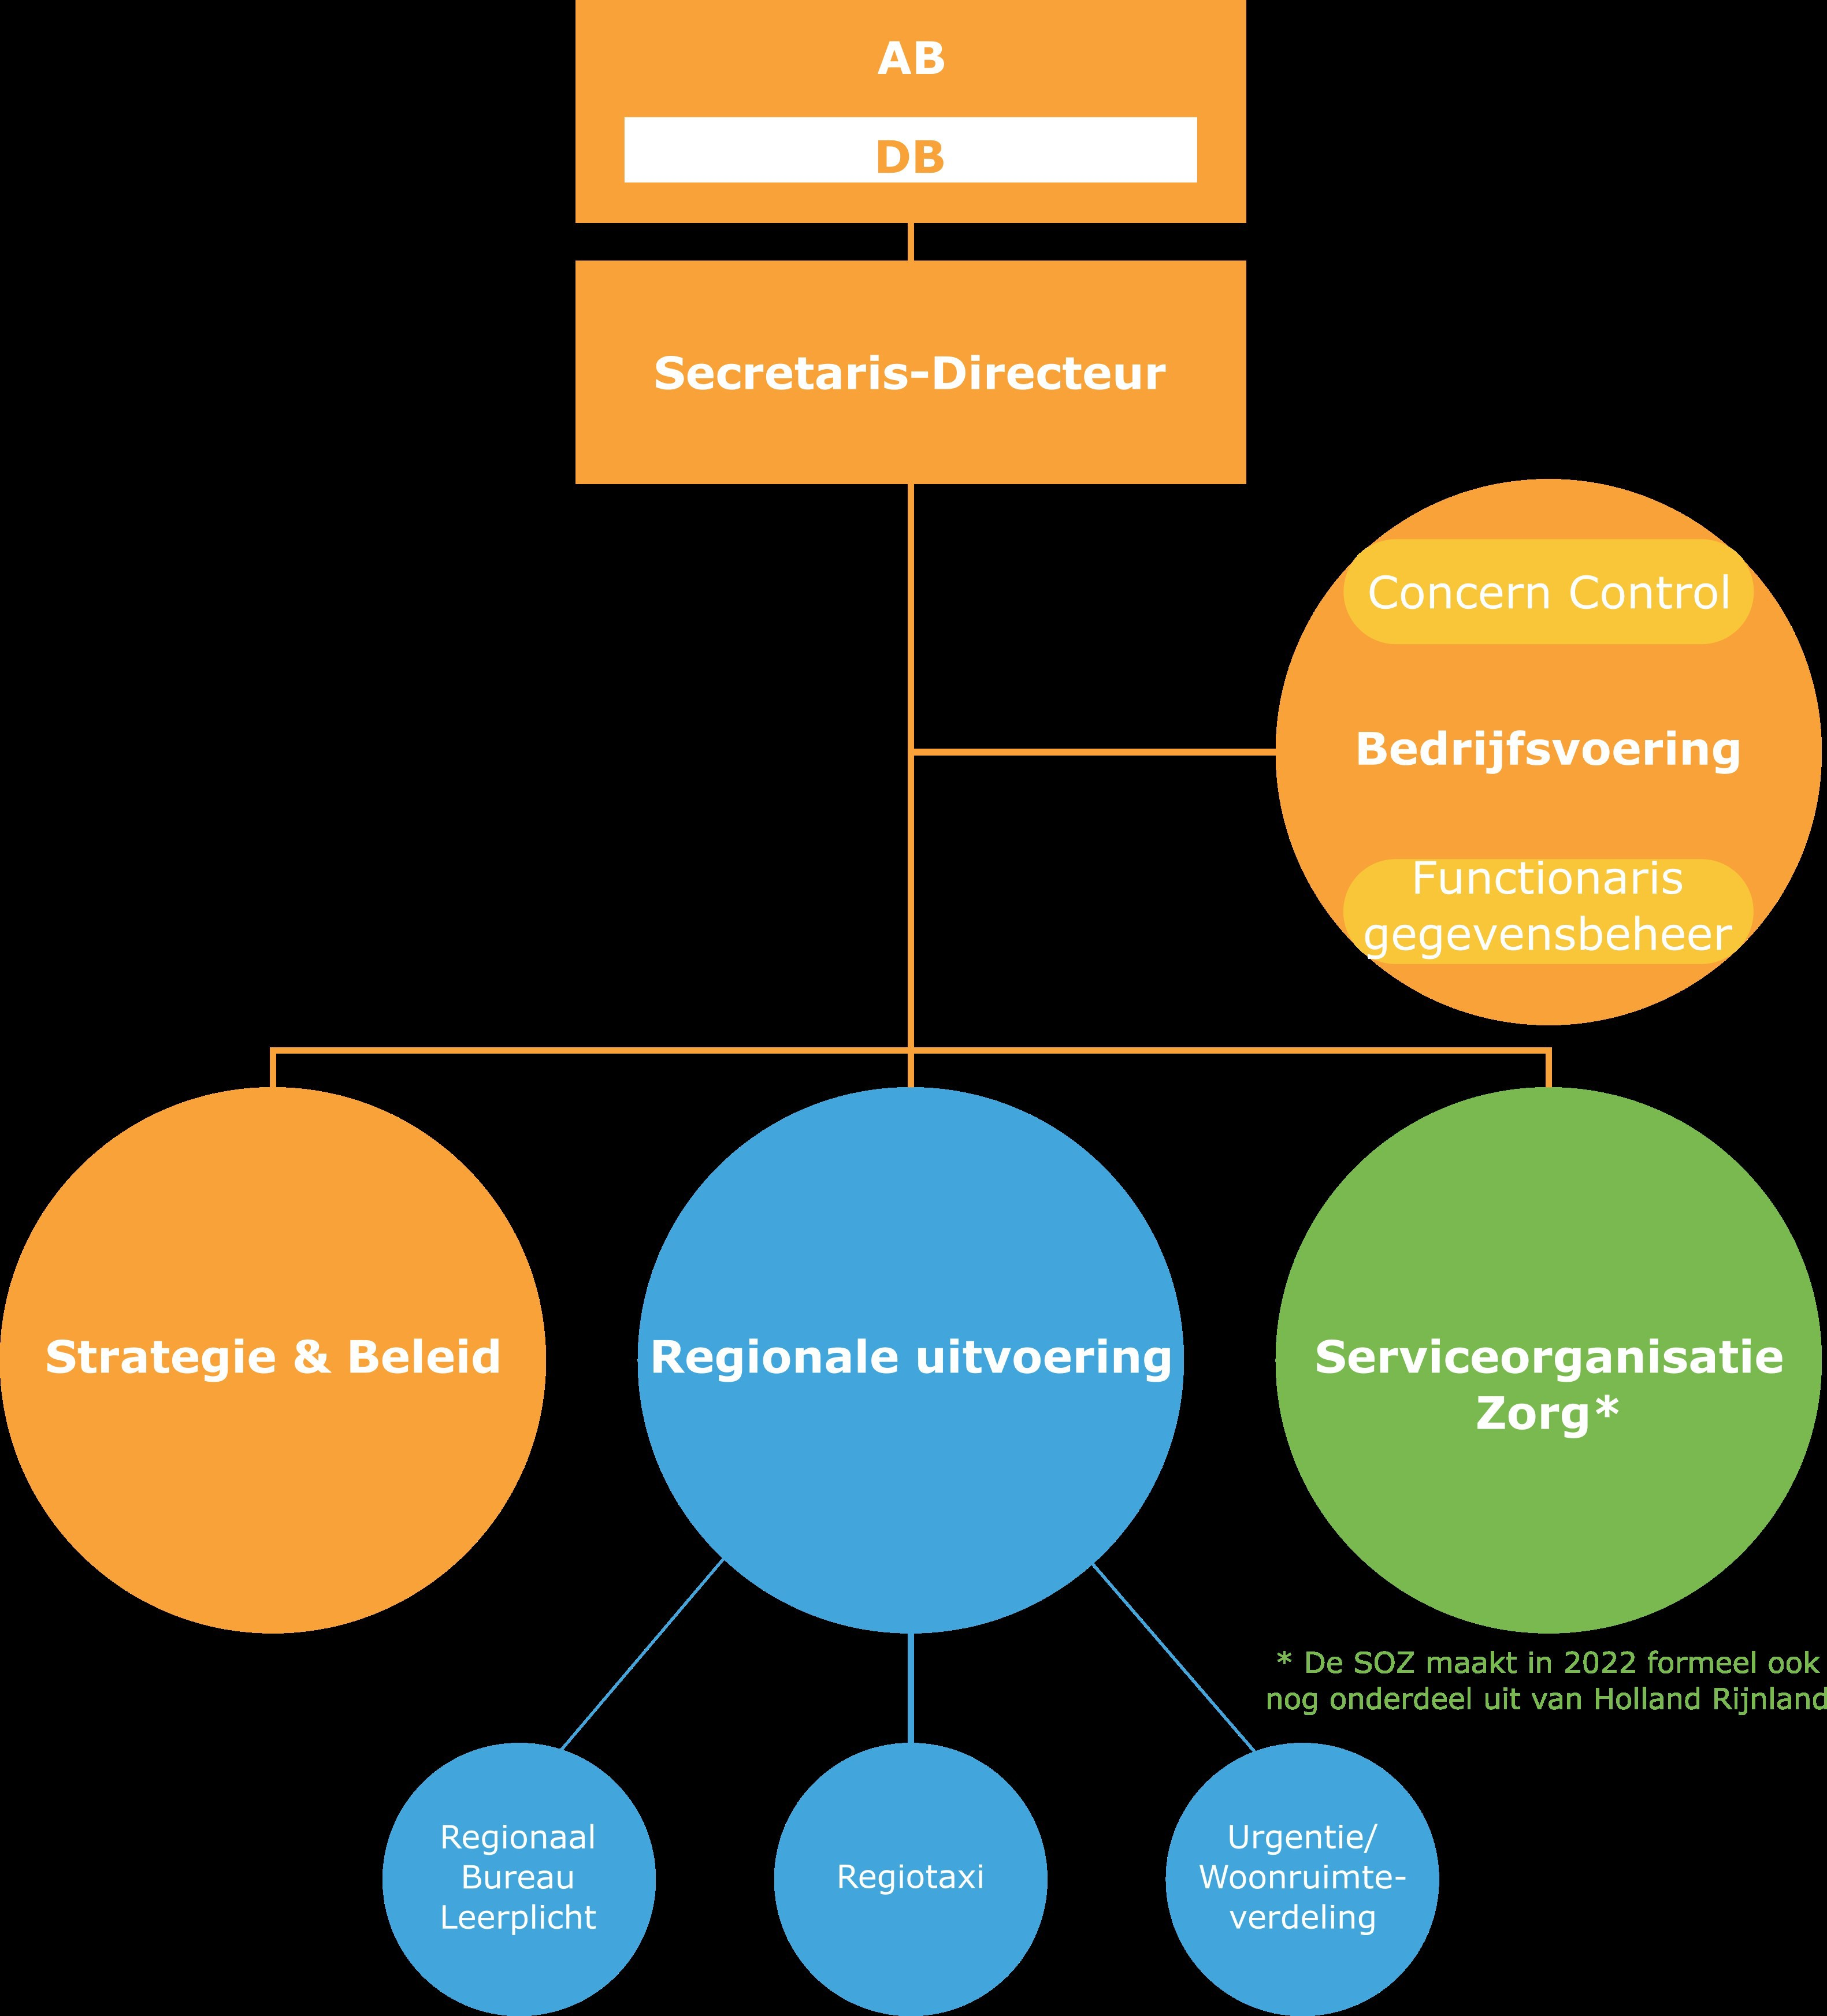 AB
DB
Secretaris-Directeur
Concern Control
Bedrijfsvoering
Functionaris
gegevensbeheer
Strategie & Beleid
Regionale uitvoering
Serviceorganisatie
Zorg*
* De SOZ maakt in 2022 formeel ook
nog onderdeel uit van Holland Rijnland
Regionaal
Bureau
Leerplicht
Regiotaxi
Urgentie/
Woonruimte-
verdeling